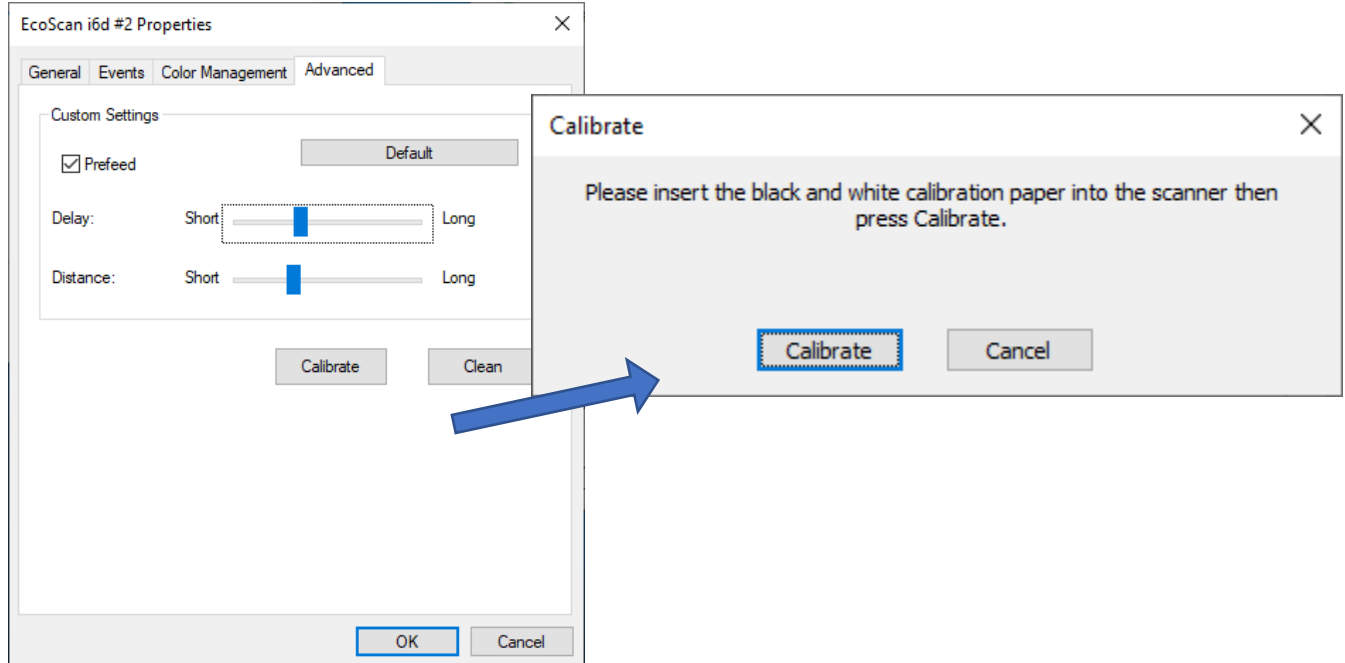 EcoScan i6d #2 Properties
General Events Color Management Advanced
Custom Settings
Prefeed
Default
Delay: Short Long
Distance: Short Long
Calibrate Clean
OK Cancel
Calibrate
Please insert the black and white calibration paper into the scanner then
press Calibrate.
Calibrate Cancel